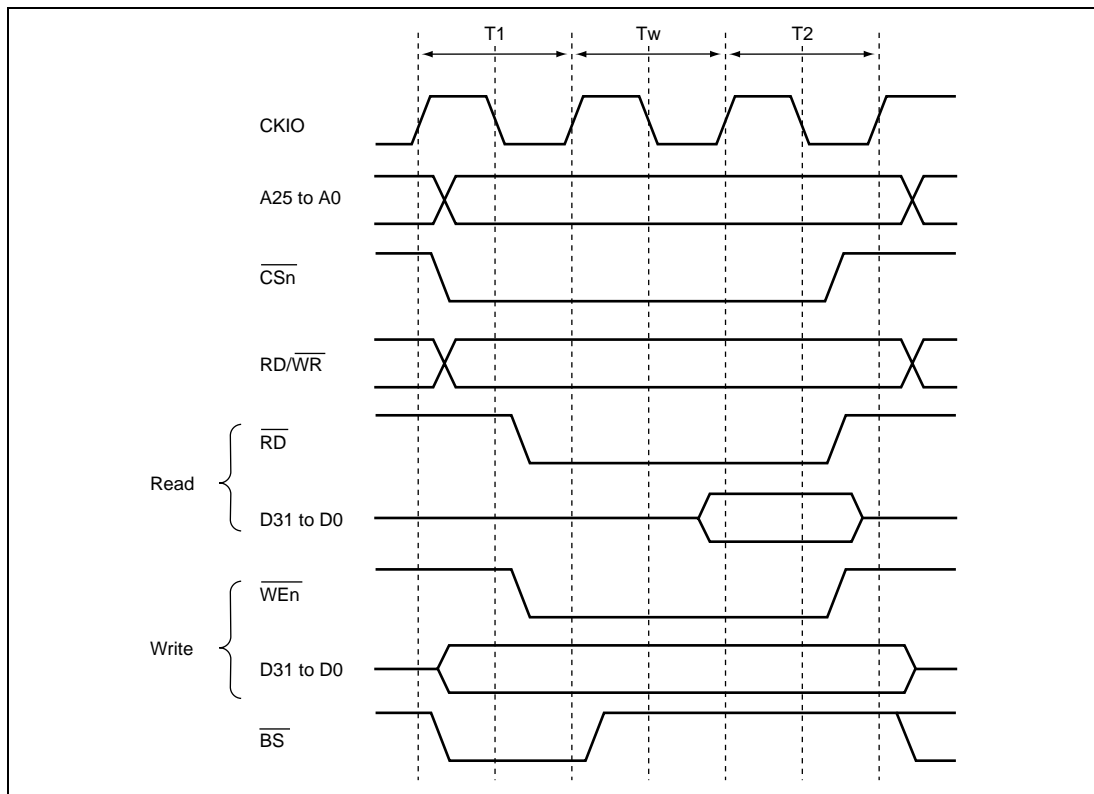 T1 Tw T2
CKIO
A25 to A0
CSn
RD/WR
RD
Read
D31 to D0
WEn
Write
D31 to D0
BS